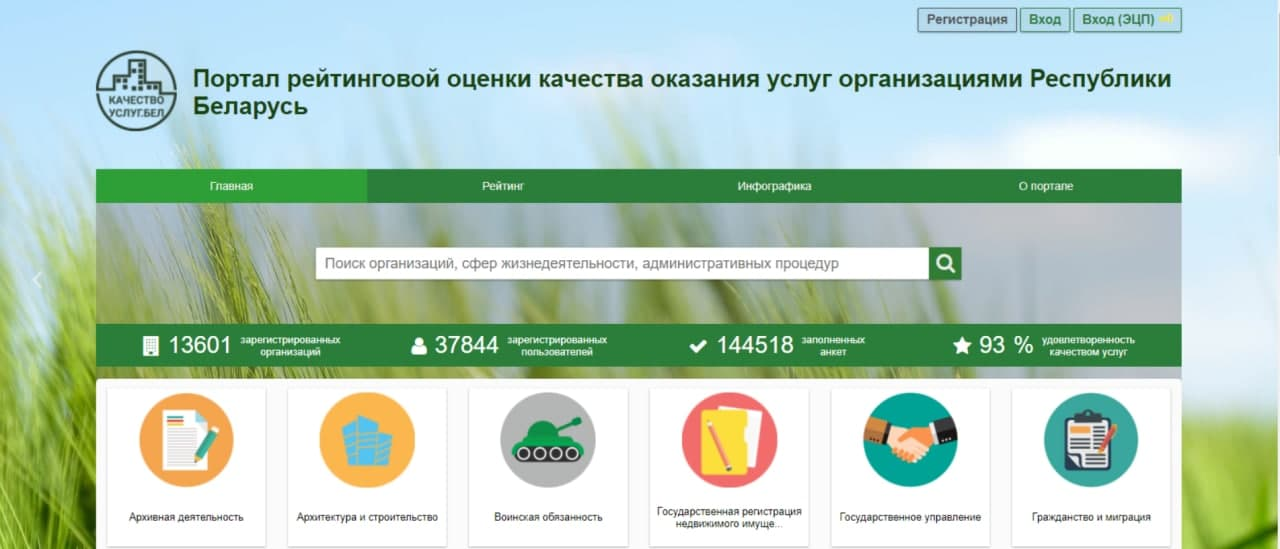 Регистрация
Вход
Вход (ЭЦП)
КАЧЕСТВО
УСЛУГ.БЕЛ
Портал рейтинговой оценки качества оказания услуг организациями Республики
Беларусь
Главная
Рейтинг
Инфографика
О портале
Поиск организаций, сфер жизнедеятельности, административных процедур
13601 зарегистрированных
организаций
37844 зарегистрированных
пользователей
144518 заполненных
анкет
93 % удовлетворенность
качеством услуг
Архивная деятельность
Архитектура и строительство
Воинская обязанность
Государственная регистрация
недвижимого имуще...
Государственное управление
Гражданство и миграция